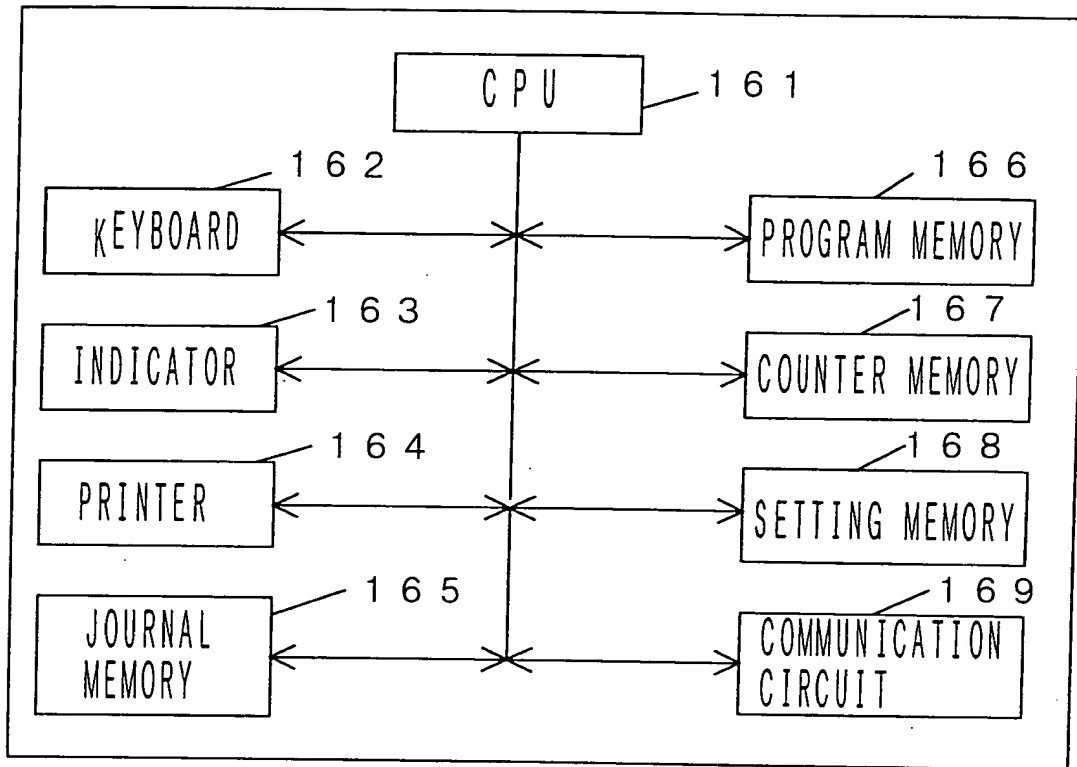 CPU
161
162
KEYBOARD
166
PROGRAM MEMORY
163
INDICATOR
167
COUNTER MEMORY
164
PRINTER
168
SETTING MEMORY
165
JOURNAL
MEMORY
169
COMMUNICATION
CIRCUIT